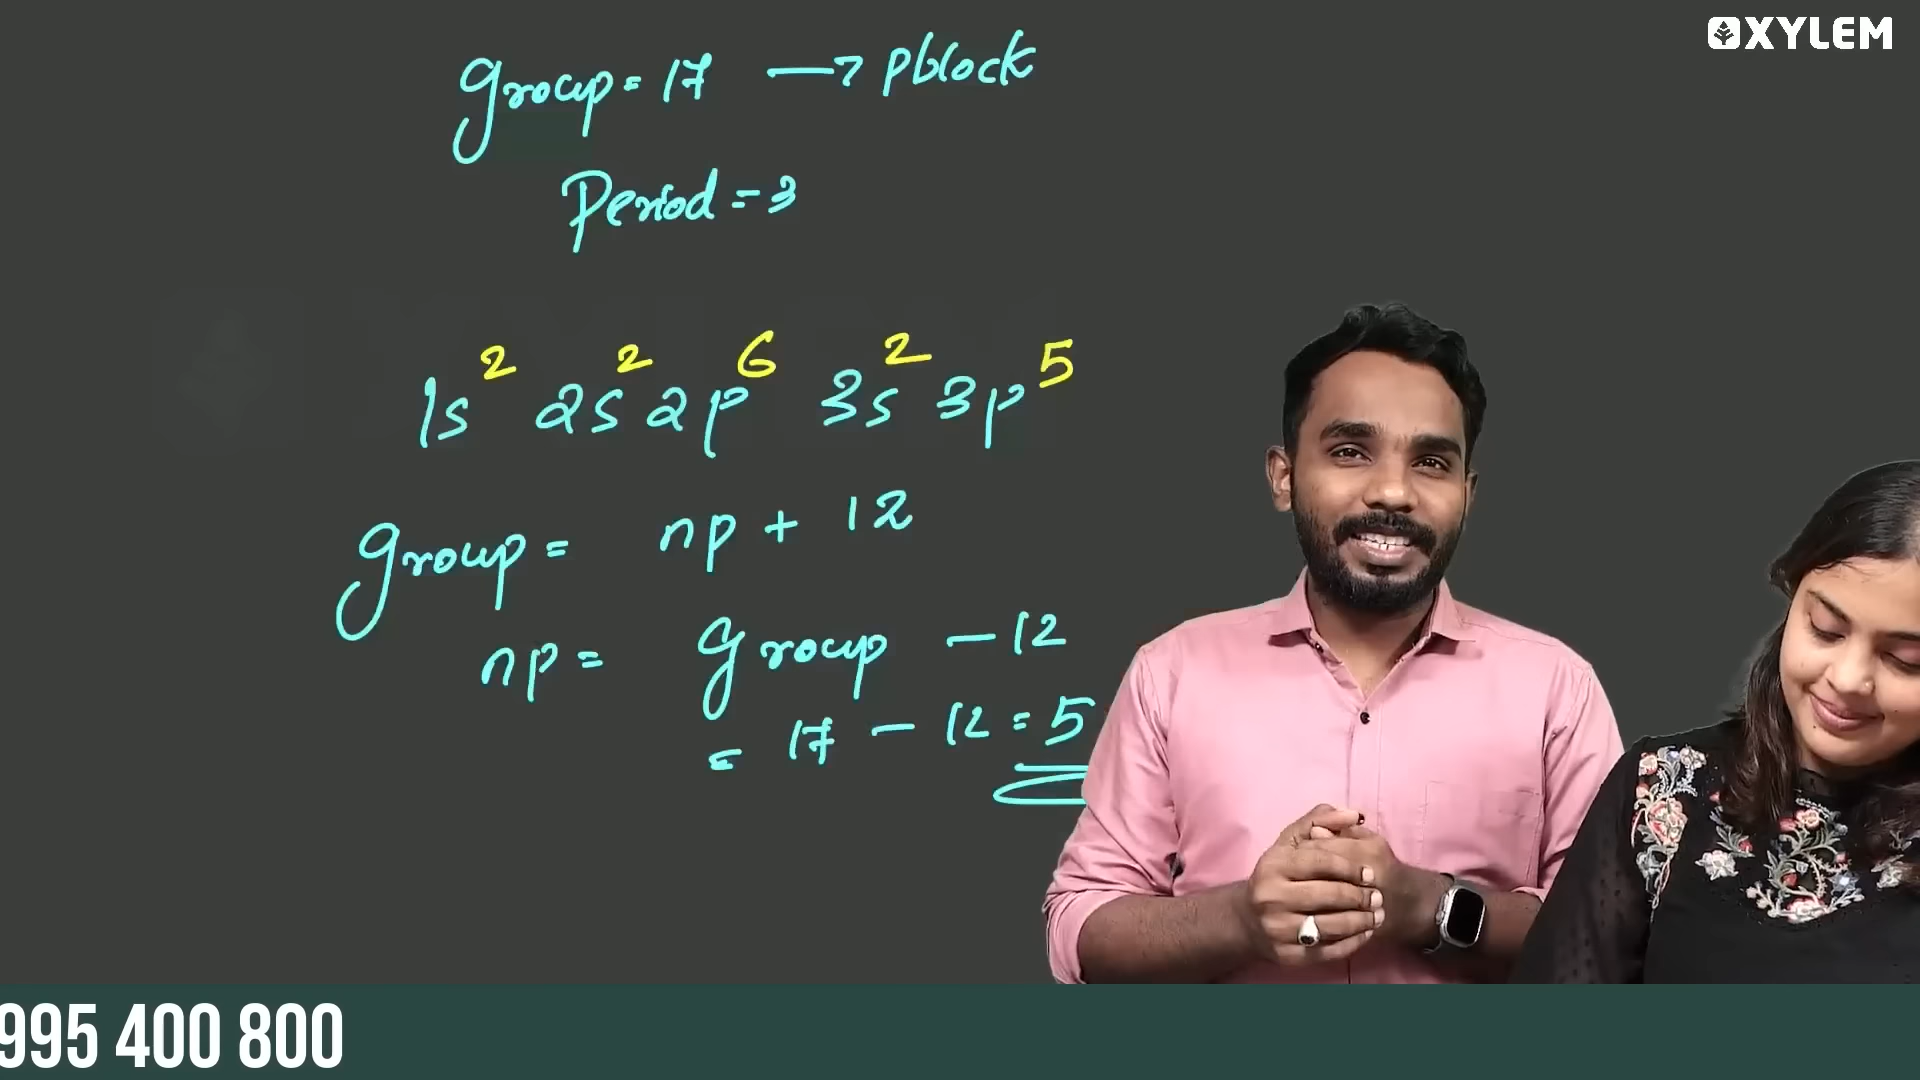 XYLEM
group = 17 → p block
Period = 3
1s² 2s² 2p⁶ 3s² 3p⁵
group = np + 12
np = group − 12
= 17 − 12 = 5
995 400 800